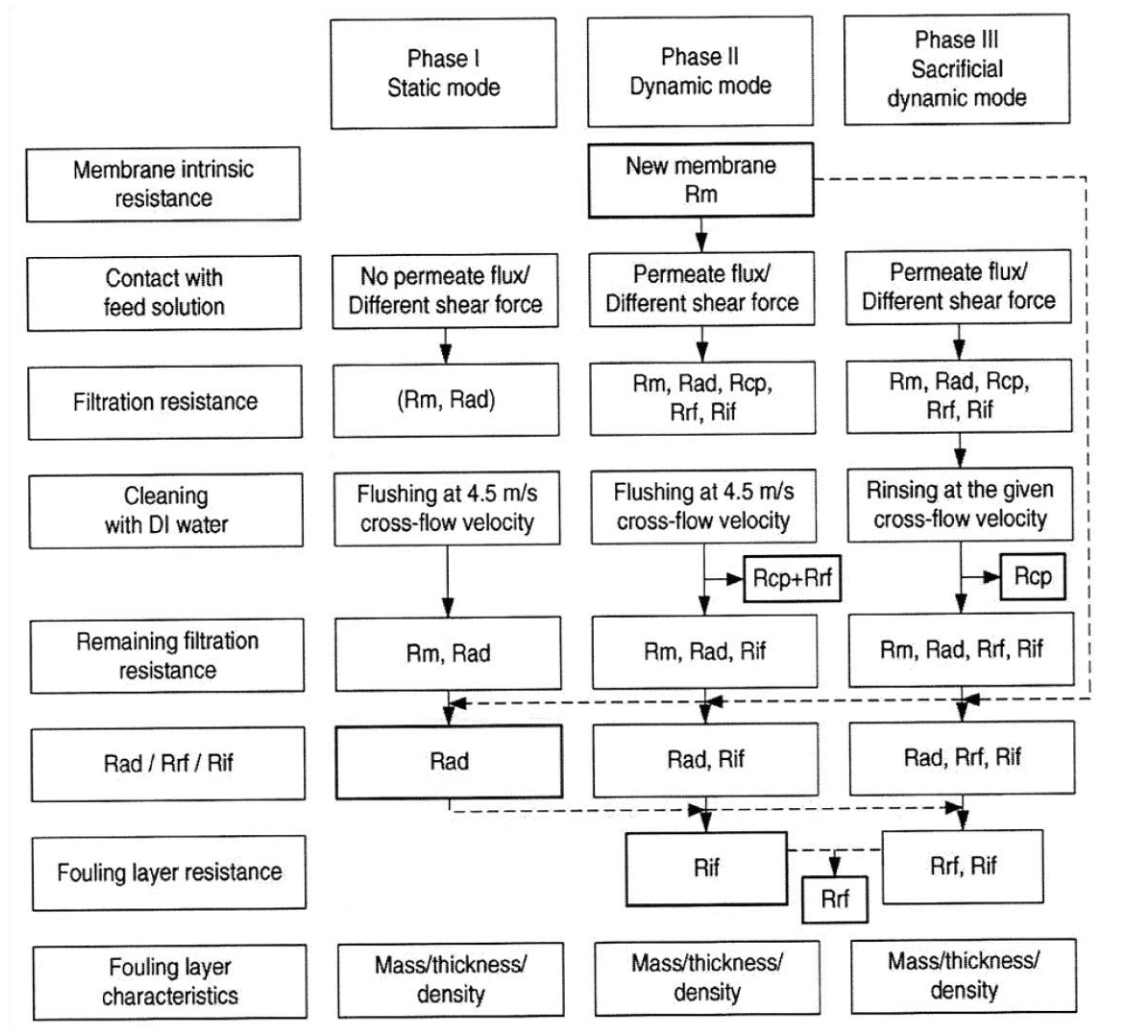 Phase I
Static mode
Phase II
Dynamic mode
Phase III
Sacrificial
dynamic mode
Membrane intrinsic
resistance
New membrane
Rm
Contact with
feed solution
No permeate flux/
Different shear force
Permeate flux/
Different shear force
Permeate flux/
Different shear force
Filtration resistance
(Rm, Rad)
Rm, Rad, Rcp,
Rrf, Rif
Rm, Rad, Rcp,
Rrf, Rif
Cleaning
with DI water
Flushing at 4.5 m/s
cross-flow velocity
Flushing at 4.5 m/s
cross-flow velocity
Rinsing at the given
cross-flow velocity
Rcp+Rrf
Rcp
Remaining filtration
resistance
Rm, Rad
Rm, Rad, Rif
Rm, Rad, Rrf, Rif
Rad / Rrf / Rif
Rad
Rad, Rif
Rad, Rrf, Rif
Fouling layer resistance
Rif
Rrf, Rif
Rrf
Fouling layer
characteristics
Mass/thickness/
density
Mass/thickness/
density
Mass/thickness/
density